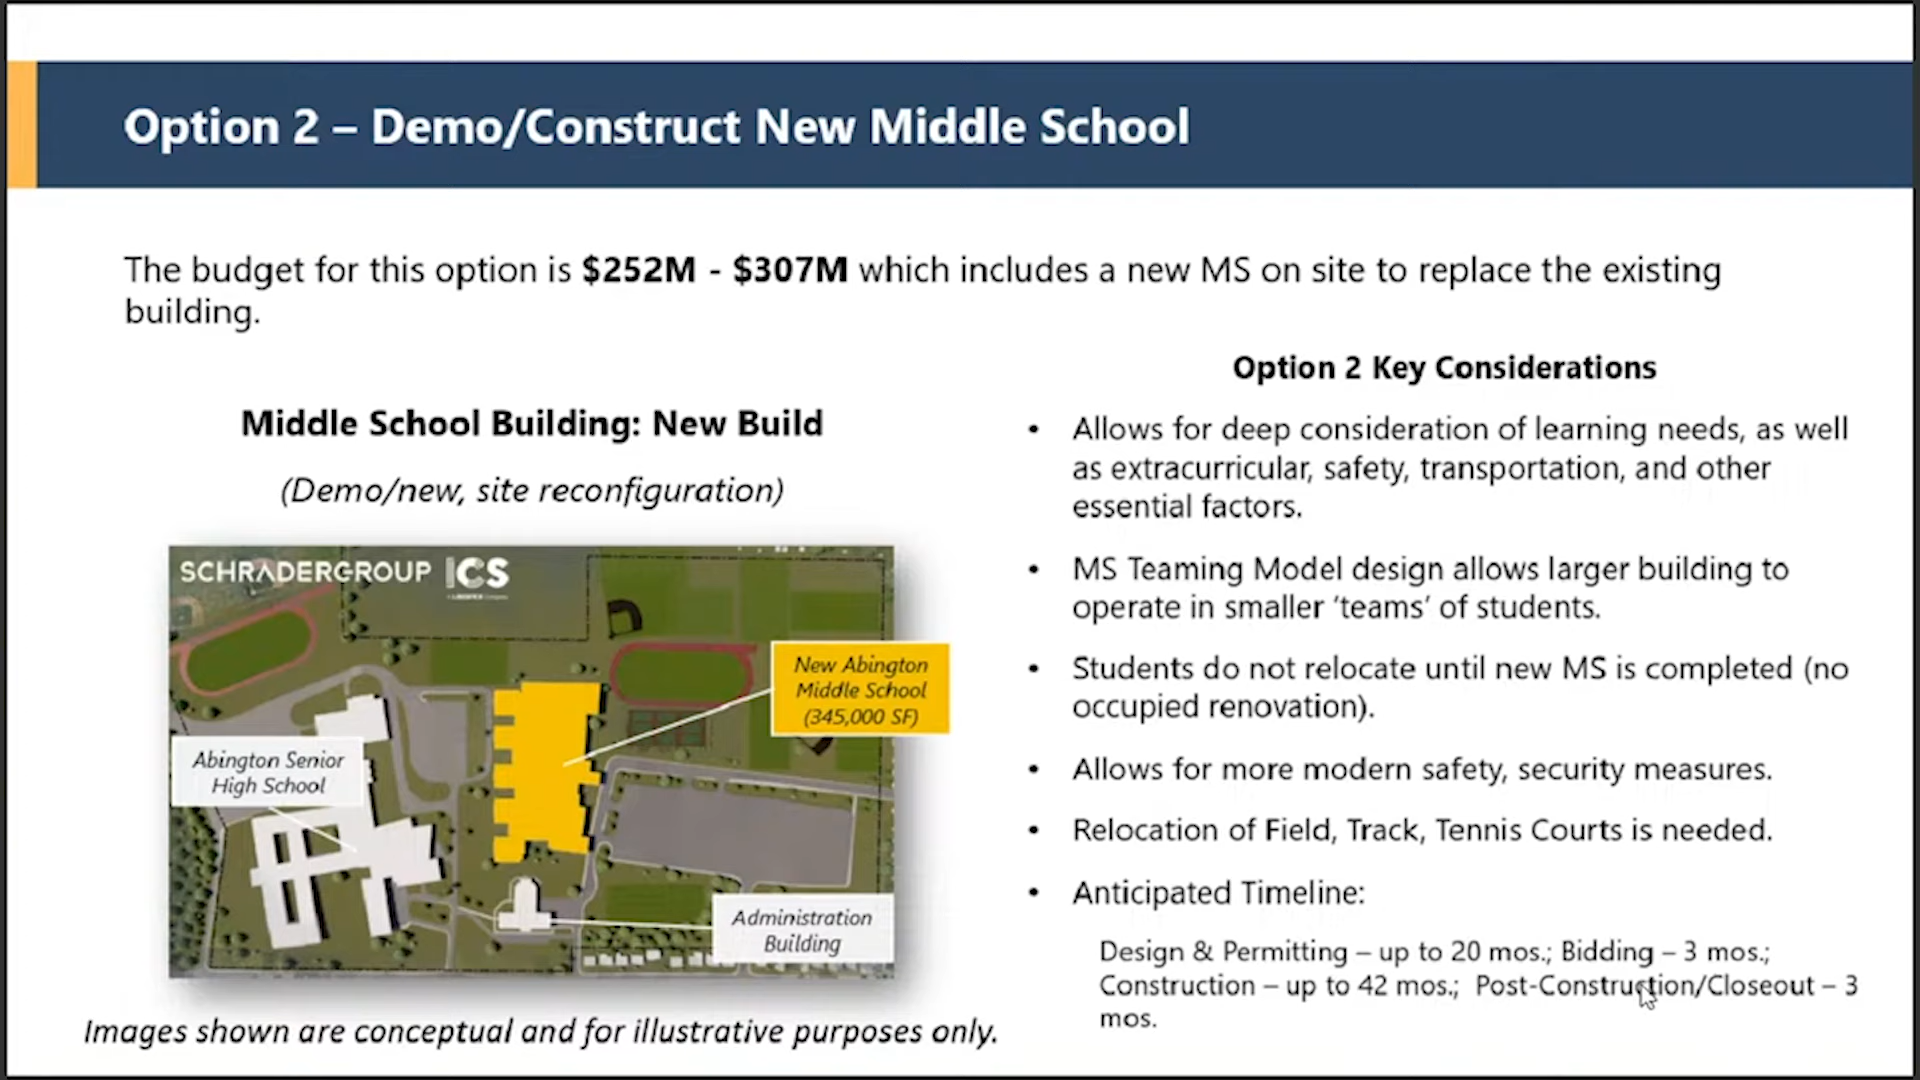 Option 2 – Demo/Construct New Middle School
The budget for this option is $252M - $307M which includes a new MS on site to replace the existing
building.
Middle School Building: New Build
(Demo/new, site reconfiguration)
SCHRADERGROUP ICS
New Abington
Middle School
(345,000 SF)
Abington Senior
High School
Administration
Building
Images shown are conceptual and for illustrative purposes only.
Option 2 Key Considerations
• Allows for deep consideration of learning needs, as well
as extracurricular, safety, transportation, and other
essential factors.
• MS Teaming Model design allows larger building to
operate in smaller ‘teams’ of students.
• Students do not relocate until new MS is completed (no
occupied renovation).
• Allows for more modern safety, security measures.
• Relocation of Field, Track, Tennis Courts is needed.
• Anticipated Timeline:
Design & Permitting – up to 20 mos.; Bidding – 3 mos.;
Construction – up to 42 mos.; Post-Construction/Closeout – 3
mos.